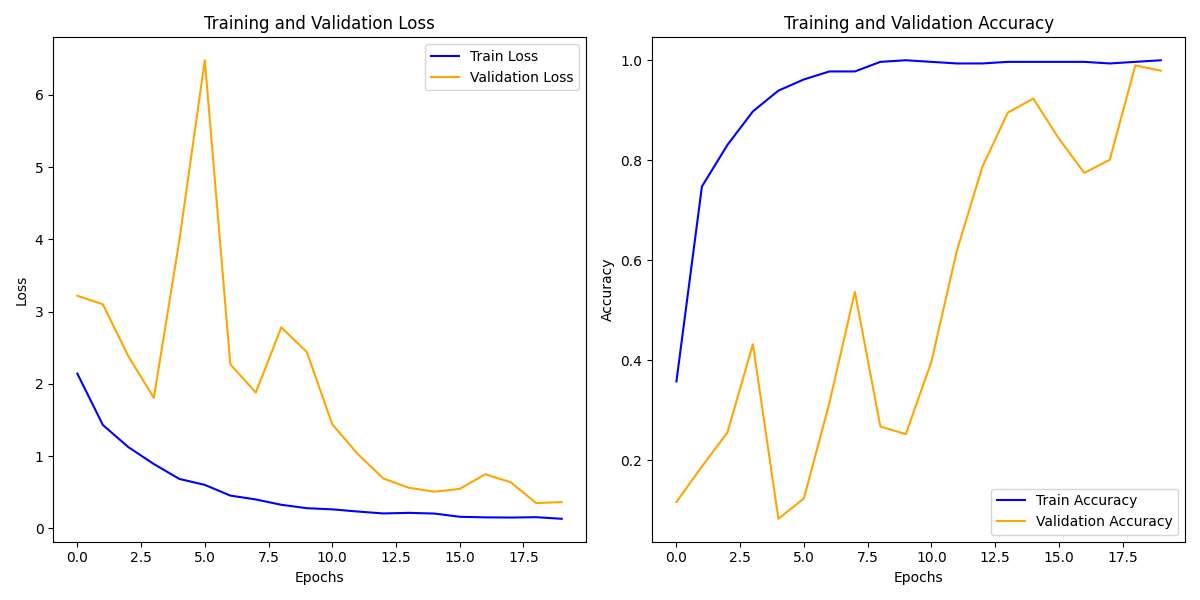 Training and Validation Loss
Train Loss
Validation Loss
6
5
4
3
2
1
0
Loss
0.0 2.5 5.0 7.5 10.0 12.5 15.0 17.5
Epochs
Training and Validation Accuracy
1.0
0.8
0.6
0.4
0.2
Accuracy
Train Accuracy
Validation Accuracy
0.0 2.5 5.0 7.5 10.0 12.5 15.0 17.5
Epochs